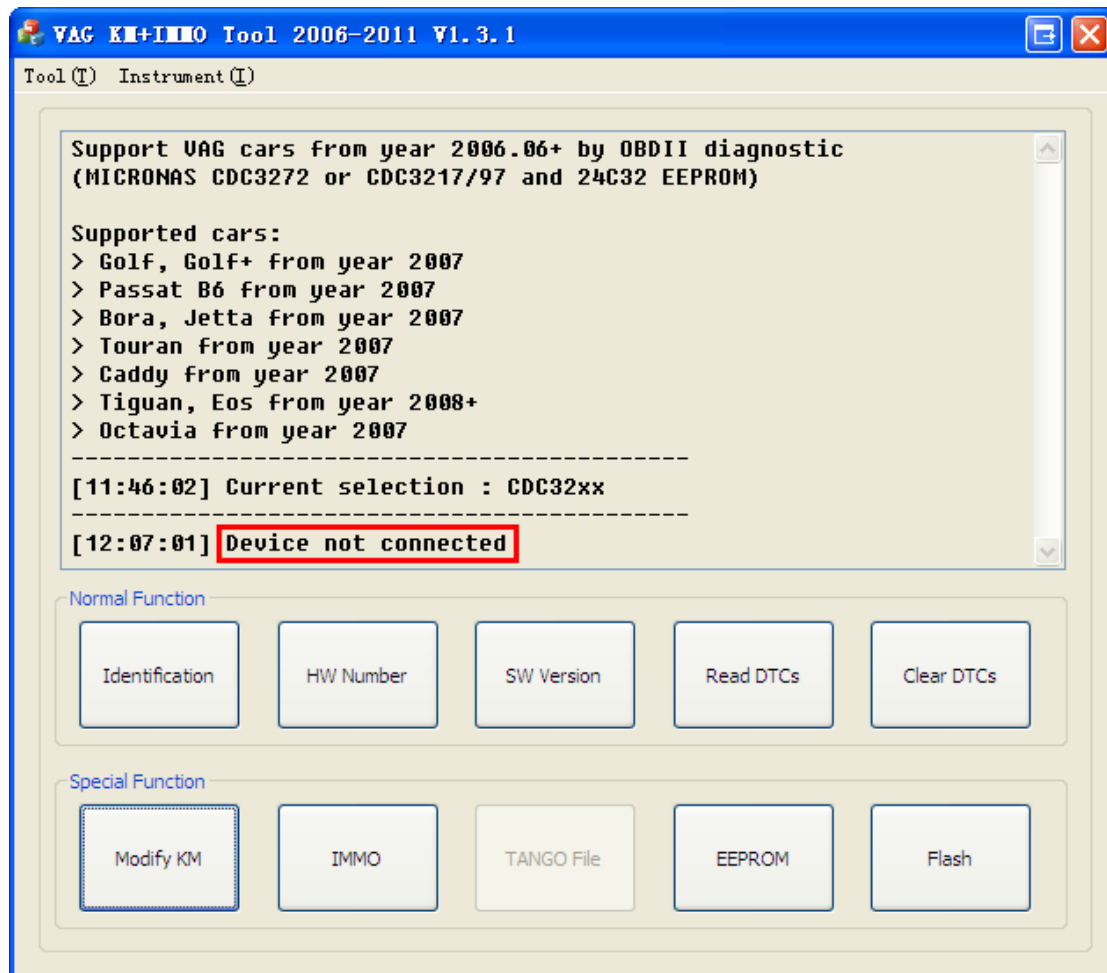 VAG KM+IMMO Tool 2006-2011 V1.3.1
Tool(T) Instrument(I)
Support VAG cars from year 2006.06+ by OBDII diagnostic
(MICRONAS CDC3272 or CDC3217/97 and 24C32 EEPROM)
Supported cars:
> Golf, Golf+ from year 2007
> Passat B6 from year 2007
> Bora, Jetta from year 2007
> Touran from year 2007
> Caddy from year 2007
> Tiguan, Eos from year 2008+
> Octavia from year 2007
--------------------------------------------
[11:46:02] Current selection : CDC32xx
--------------------------------------------
[12:07:01] Device not connected
Normal Function
Identification HW Number SW Version Read DTCs Clear DTCs
Special Function
Modify KM IMMO TANGO File EEPROM Flash